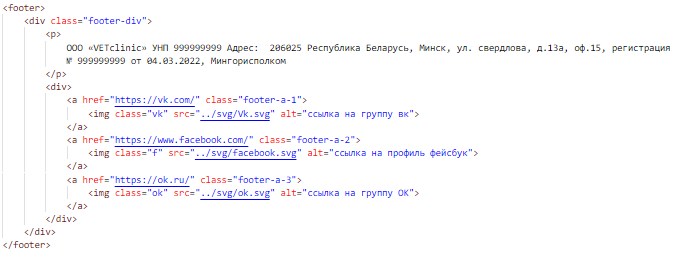 <footer>
<div class="footer-div">
<p>
ООО «VETclinic» УНП 999999999 Адрес:  206025 Республика Беларусь, Минск, ул. свердлова, д.13а, оф.15, регистрация
№ 999999999 от 04.03.2022, Мингорисполком
</p>
<div>
<a href="https://vk.com/" class="footer-a-1">
<img class="vk" src="../svg/Vk.svg" alt="ссылка на группу вк">
</a>
<a href="https://www.facebook.com/" class="footer-a-2">
<img class="f" src="../svg/facebook.svg" alt="ссылка на профиль фейсбук">
</a>
<a href="https://ok.ru/" class="footer-a-3">
<img class="ok" src="../svg/ok.svg" alt="ссылка на группу ОК">
</a>
</div>
</div>
</footer>